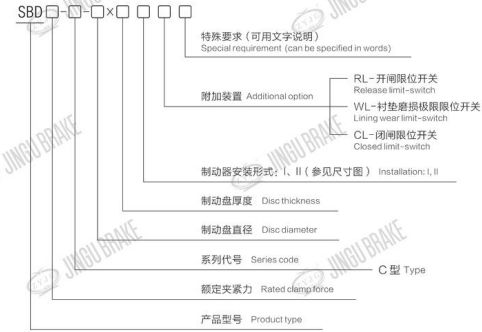 SBD□-□-□×□□□□
特殊要求（可用文字说明）
Special requirement (can be specified in words)
RL-开闸限位开关
Release limit-switch
附加装置 Additional option
WL-衬垫磨损极限限位开关
Lining wear limit-switch
CL-闭闸限位开关
Closed limit-switch
制动器安装形式：I、II（参见尺寸图） Installation: I, II
制动盘厚度 Disc thickness
制动盘直径 Disc diameter
系列代号 Series code
C型 Type
额定夹紧力 Rated clamp force
产品型号 Product type
JINGU BRAKE
JINGU BRAKE
JINGU BRAKE
JINGU BRAKE
JINGU BRAKE